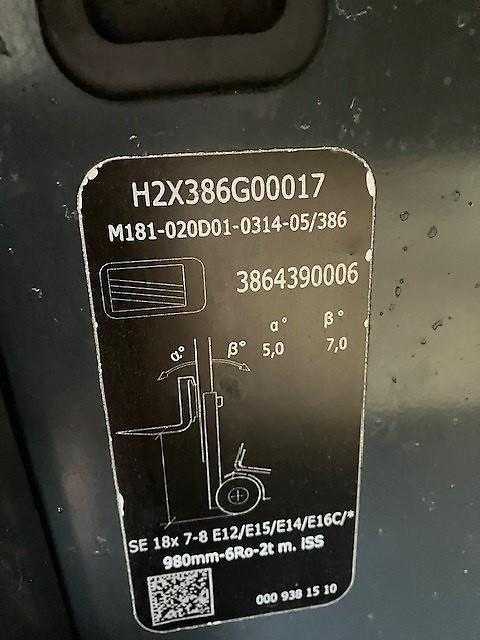 H2X386G00017
M181-020D01-0314-05/386
3864390006
α° β°
α° β° 5,0 7,0
SE 18x 7-8 E12/E15/E14/E16C/*
980mm-6Ro-2t m. iSS
000 938 15 10